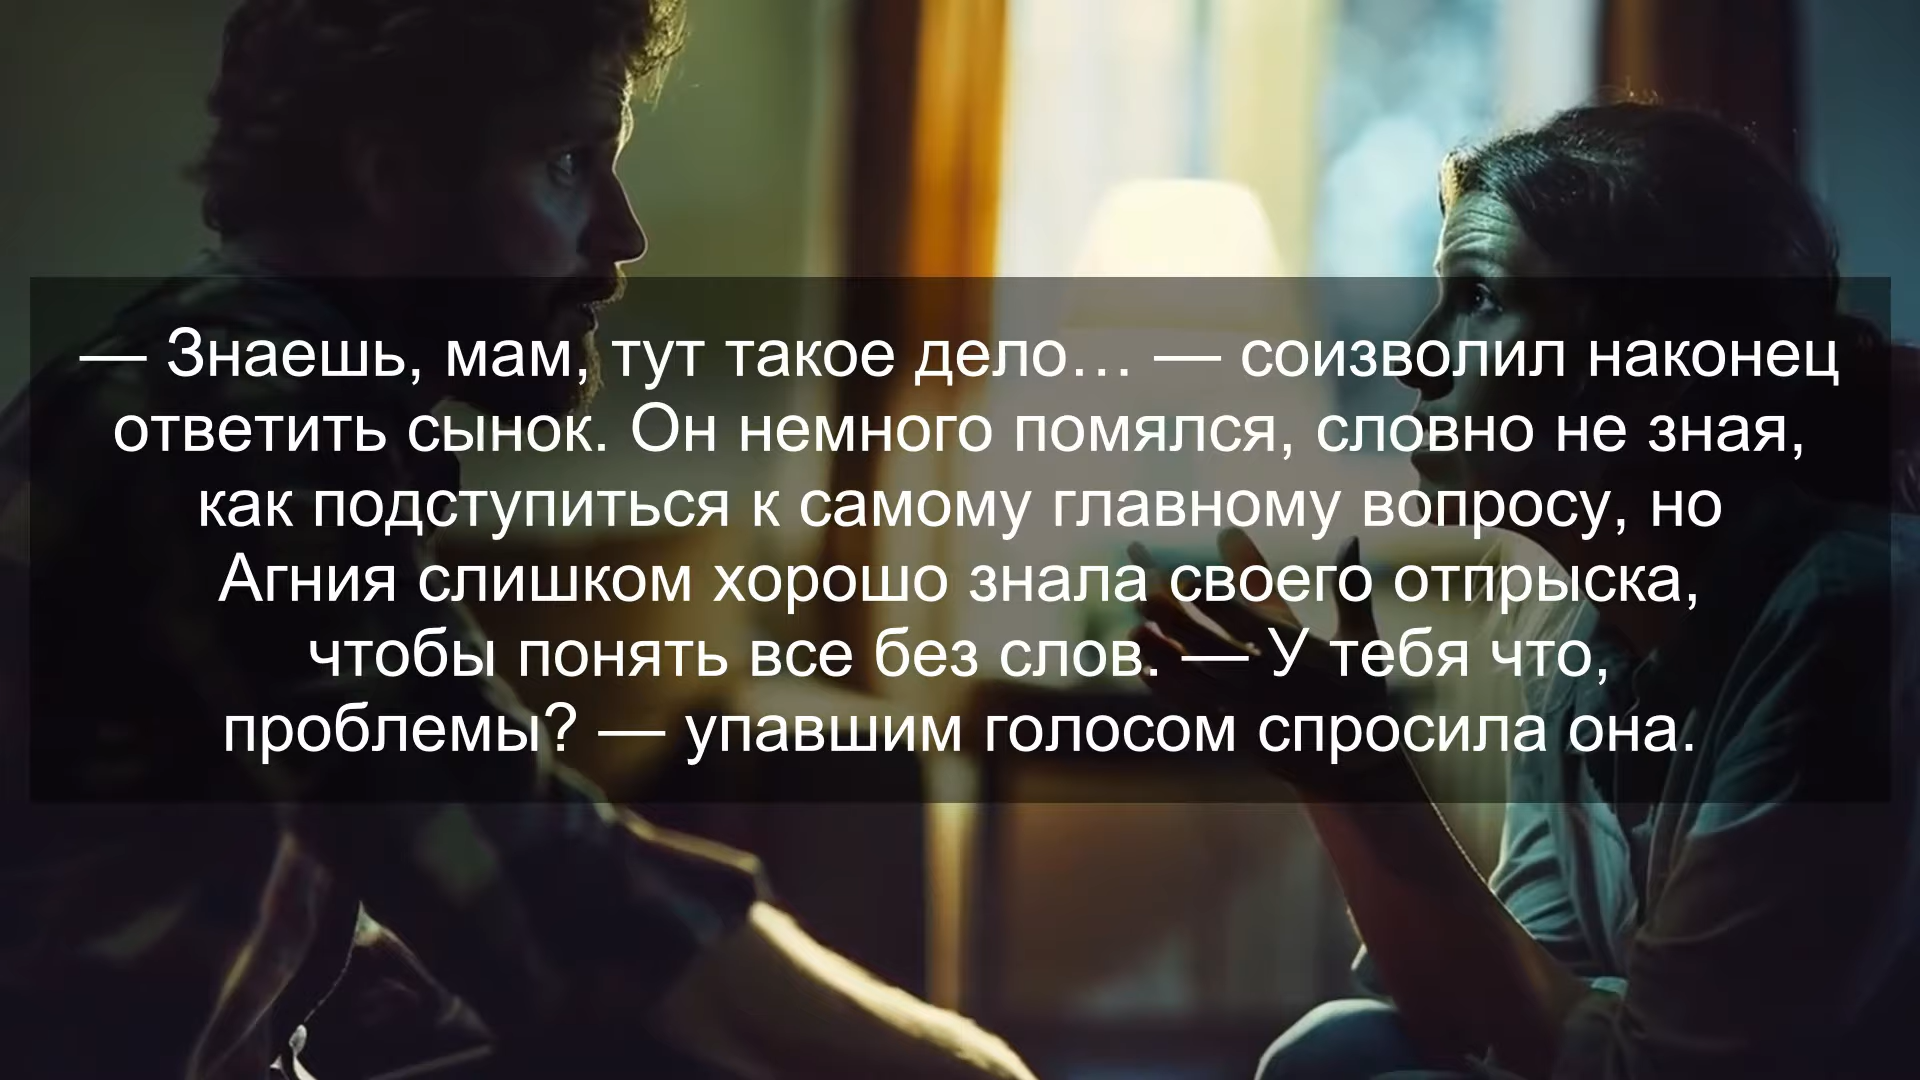 — Знаешь, мам, тут такое дело… — соизволил наконец
ответить сынок. Он немного помялся, словно не зная,
как подступиться к самому главному вопросу, но
Агния слишком хорошо знала своего отпрыска,
чтобы понять все без слов. — У тебя что,
проблемы? — упавшим голосом спросила она.